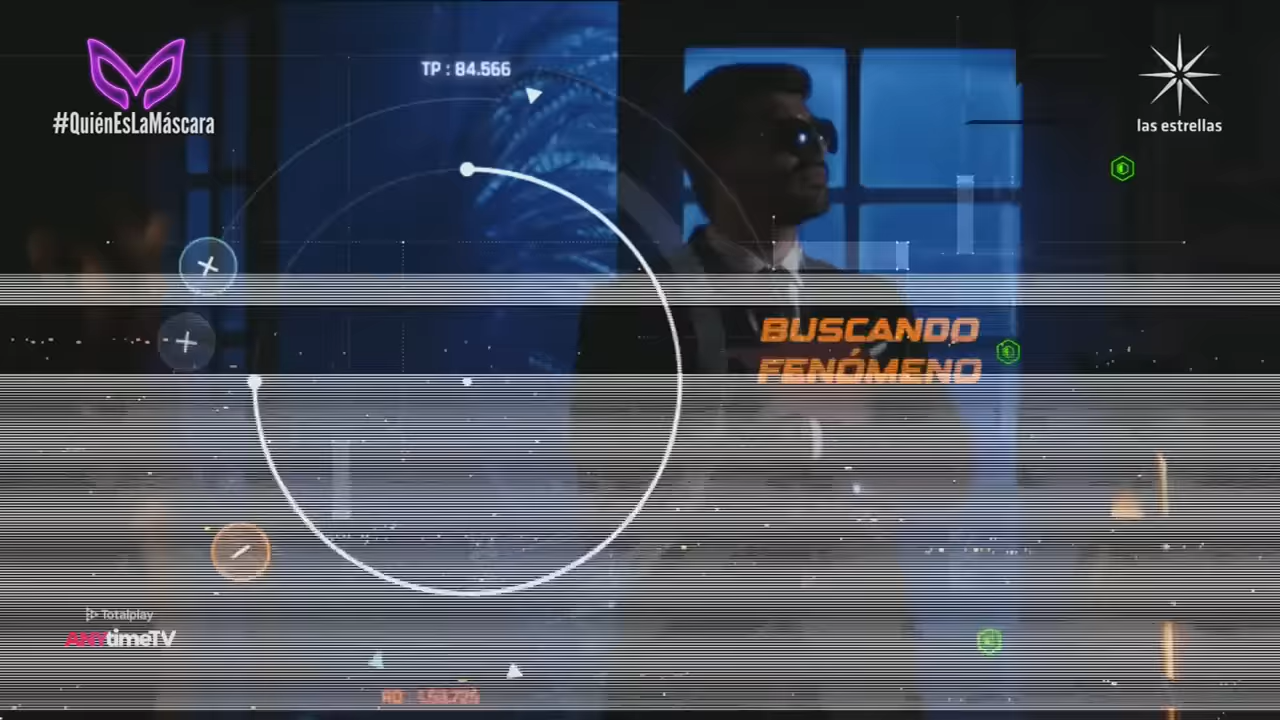 TP : 84.566
#QuiénEsLaMáscara
las estrellas
BUSCANDO
FENÓMENO
Totalplay
ANYtimeTV